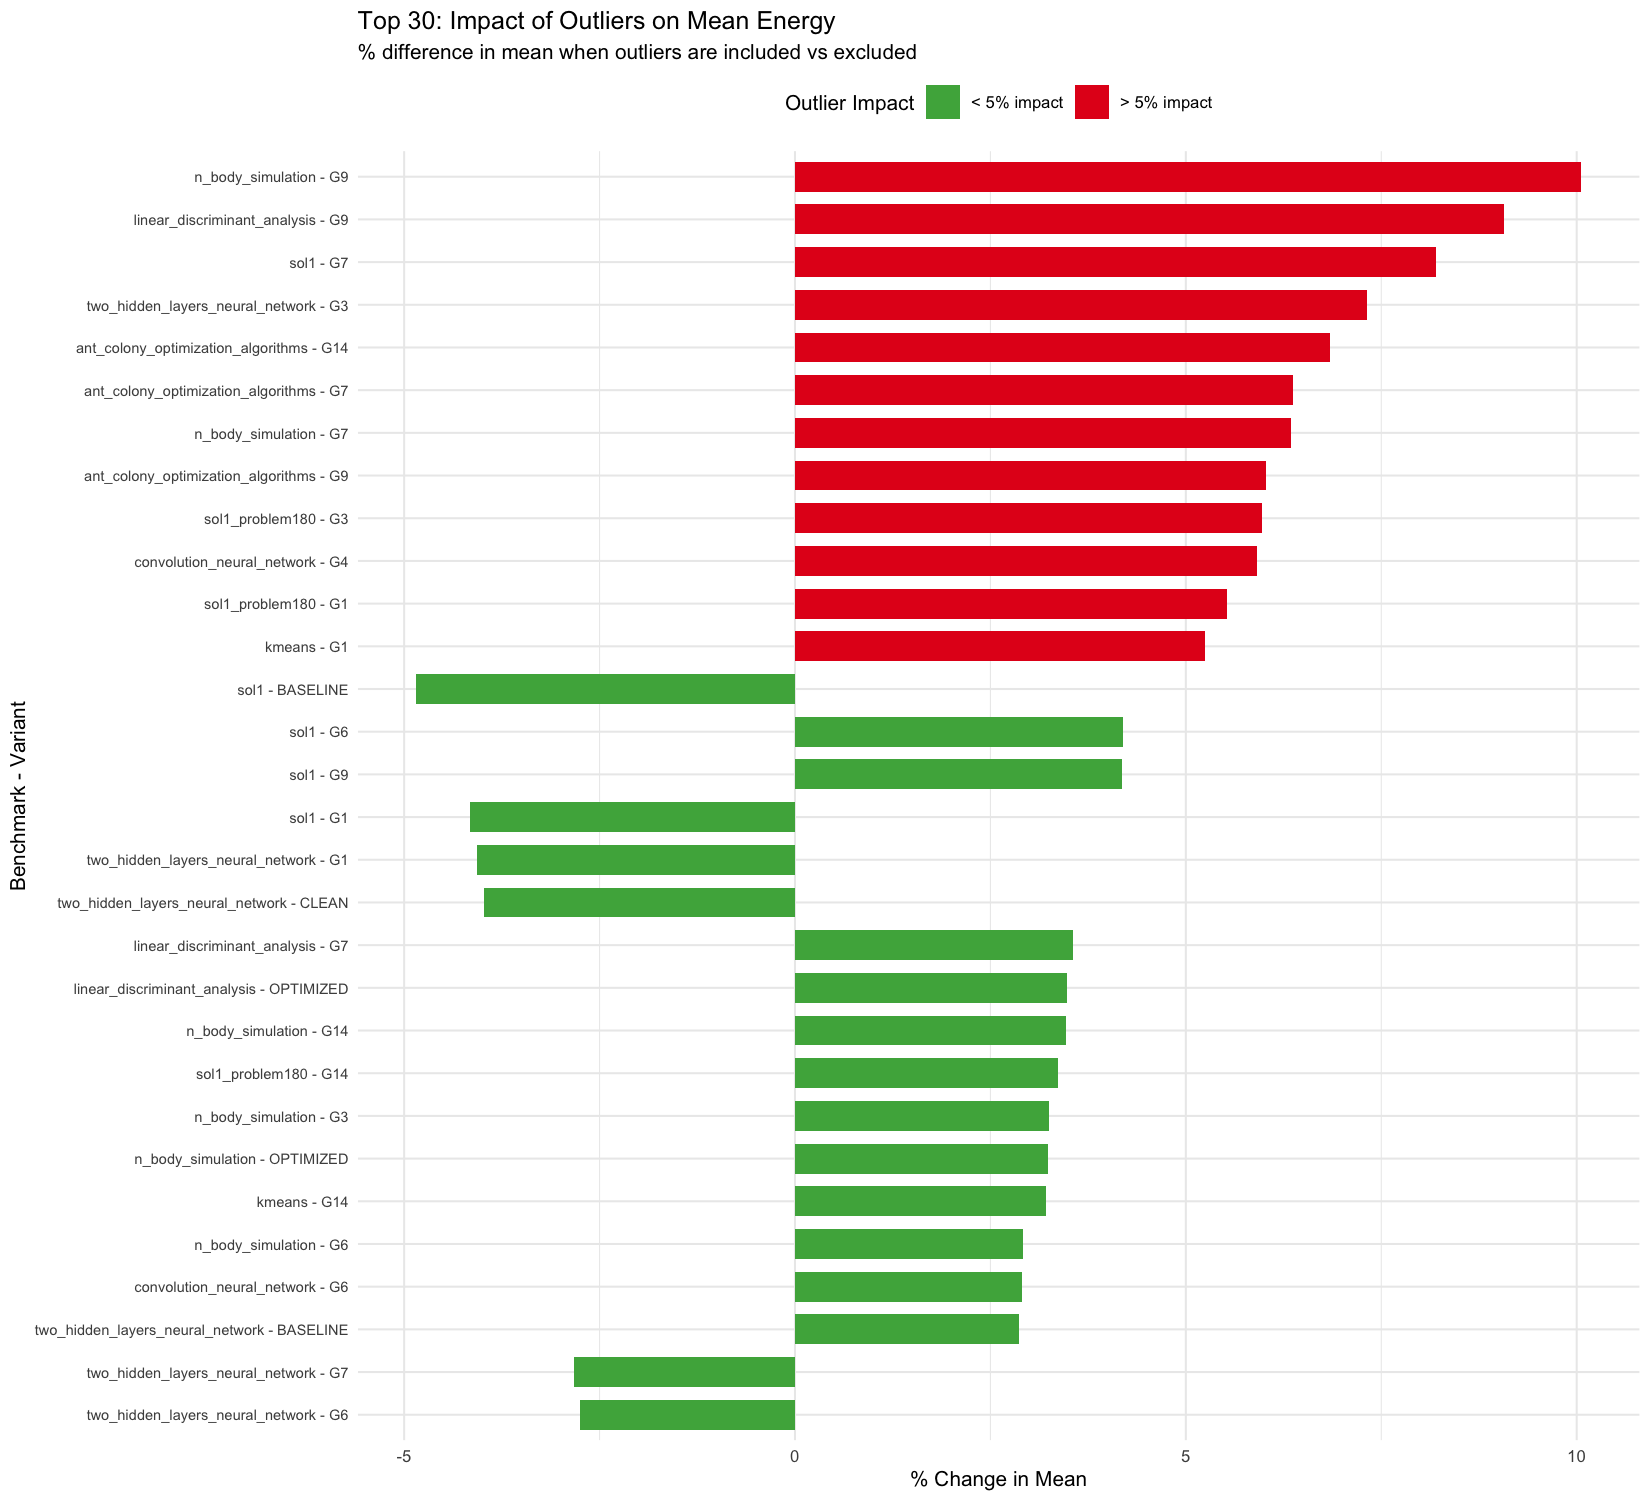 Top 30: Impact of Outliers on Mean Energy
% difference in mean when outliers are included vs excluded
Outlier Impact < 5% impact > 5% impact
n_body_simulation - G9
linear_discriminant_analysis - G9
sol1 - G7
two_hidden_layers_neural_network - G3
ant_colony_optimization_algorithms - G14
ant_colony_optimization_algorithms - G7
n_body_simulation - G7
ant_colony_optimization_algorithms - G9
sol1_problem180 - G3
convolution_neural_network - G4
sol1_problem180 - G1
kmeans - G1
sol1 - BASELINE
sol1 - G6
sol1 - G9
sol1 - G1
two_hidden_layers_neural_network - G1
two_hidden_layers_neural_network - CLEAN
linear_discriminant_analysis - G7
linear_discriminant_analysis - OPTIMIZED
n_body_simulation - G14
sol1_problem180 - G14
n_body_simulation - G3
n_body_simulation - OPTIMIZED
kmeans - G14
n_body_simulation - G6
convolution_neural_network - G6
two_hidden_layers_neural_network - BASELINE
two_hidden_layers_neural_network - G7
two_hidden_layers_neural_network - G6
Benchmark - Variant
-5 0 5 10
% Change in Mean